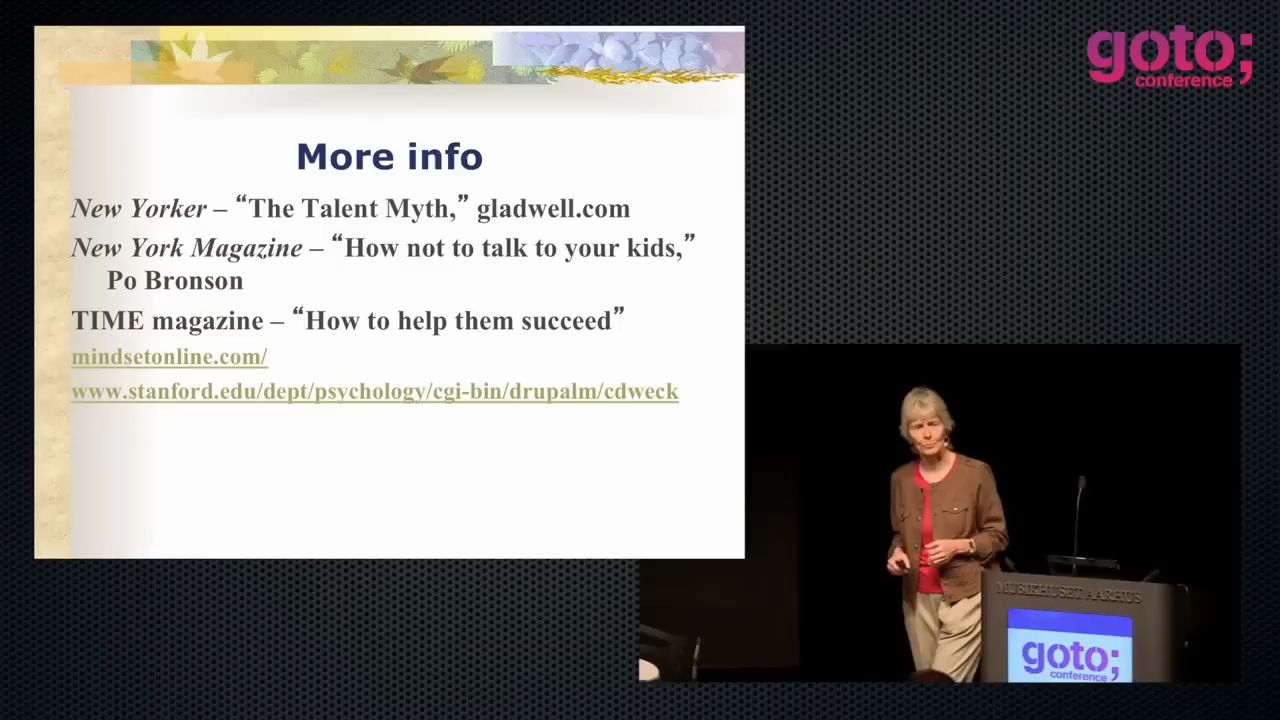 goto;
conference
More info
New Yorker – “The Talent Myth,” gladwell.com
New York Magazine – “How not to talk to your kids,”
Po Bronson
TIME magazine – “How to help them succeed”
mindsetonline.com/
www.stanford.edu/dept/psychology/cgi-bin/drupalm/cdweck
MUSIKHUSET AARHUS
goto;
conference